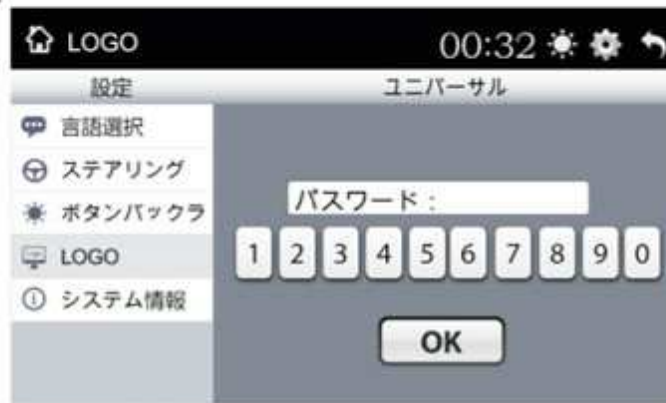 LOGO 00:32
設定 ユニバーサル
言語選択
ステアリング
ボタンバックラ
LOGO
システム情報
パスワード :
1 2 3 4 5 6 7 8 9 0
OK